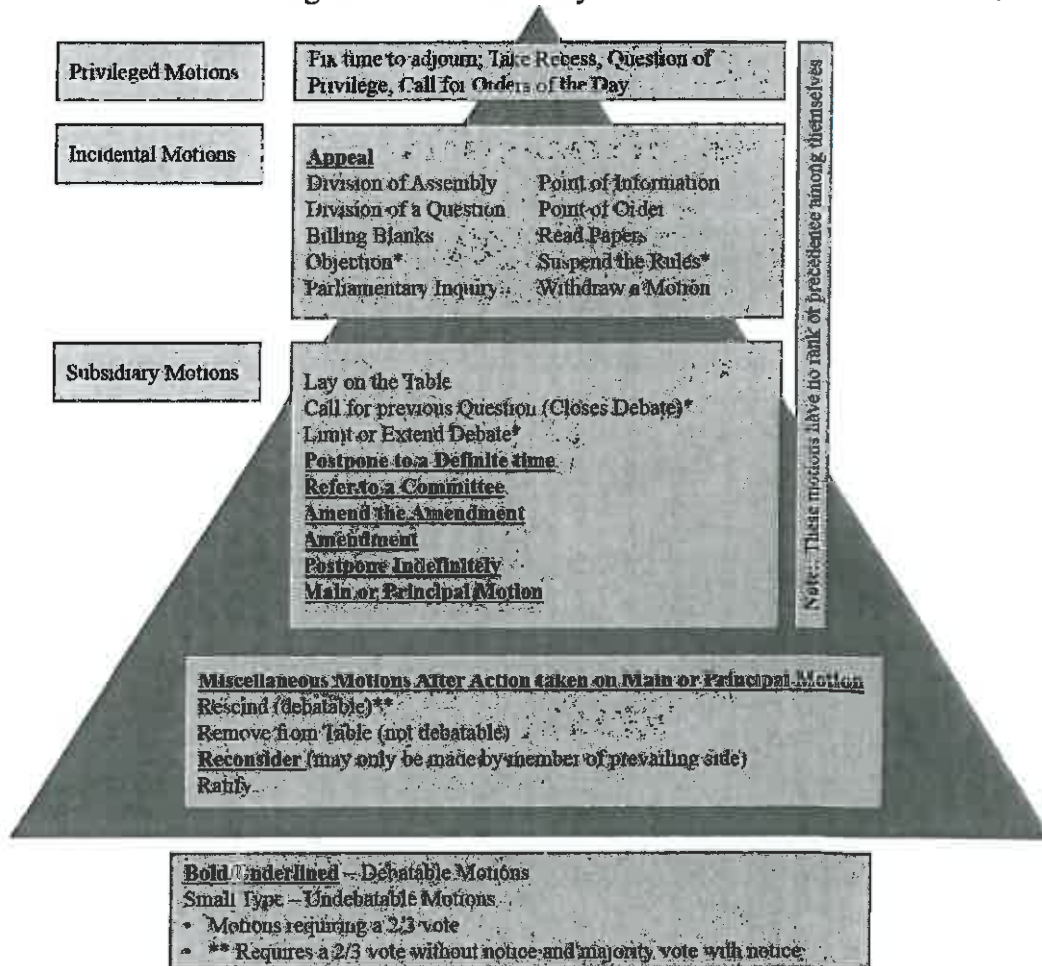 Privileged Motions
Fix time to adjourn; Take Recess, Question of
Privilege, Call for Orders of the Day
Incidental Motions
Appeal
Division of Assembly Point of Information
Division of a Question Point of Order
Billing Blanks Read Papers
Objection* Suspend the Rules*
Parliamentary Inquiry Withdraw a Motion
Note: These motions have no rank of precedence among themselves
Subsidiary Motions
Lay on the Table
Call for previous Question (Closes Debate)*
Limit or Extend Debate*
Postpone to a Definite time
Refer to a Committee
Amend the Amendment
Amendment
Postpone Indefinitely
Main or Principal Motion
Miscellaneous Motions After Action taken on Main or Principal Motion
Rescind (debatable)**
Remove from Table (not debatable)
Reconsider (may only be made by member of prevailing side)
Ratify
Bold Underlined – Debatable Motions
Small Type – Undebatable Motions
• Motions requiring a 2/3 vote
• ** Requires a 2/3 vote without notice and majority vote with notice